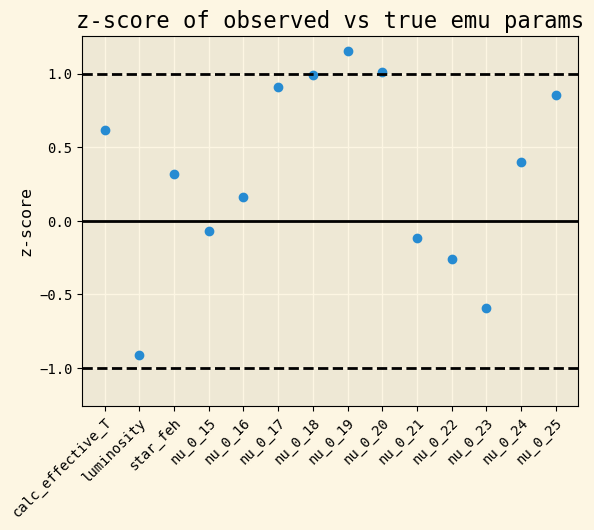 z-score of observed vs true emu params
z-score
1.0
0.5
0.0
−0.5
−1.0
calc_effective_T
luminosity
star_feh
nu_0_15
nu_0_16
nu_0_17
nu_0_18
nu_0_19
nu_0_20
nu_0_21
nu_0_22
nu_0_23
nu_0_24
nu_0_25